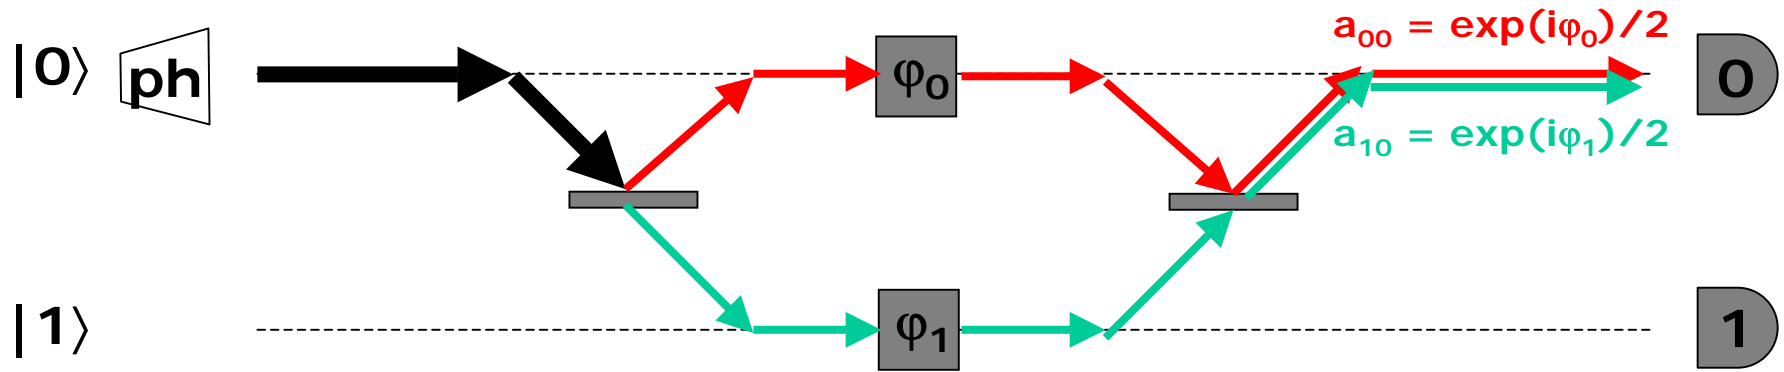 a₀₀ = exp(iφ₀)/2
|0⟩ ph φ₀ 0
a₁₀ = exp(iφ₁)/2
|1⟩ φ₁ 1